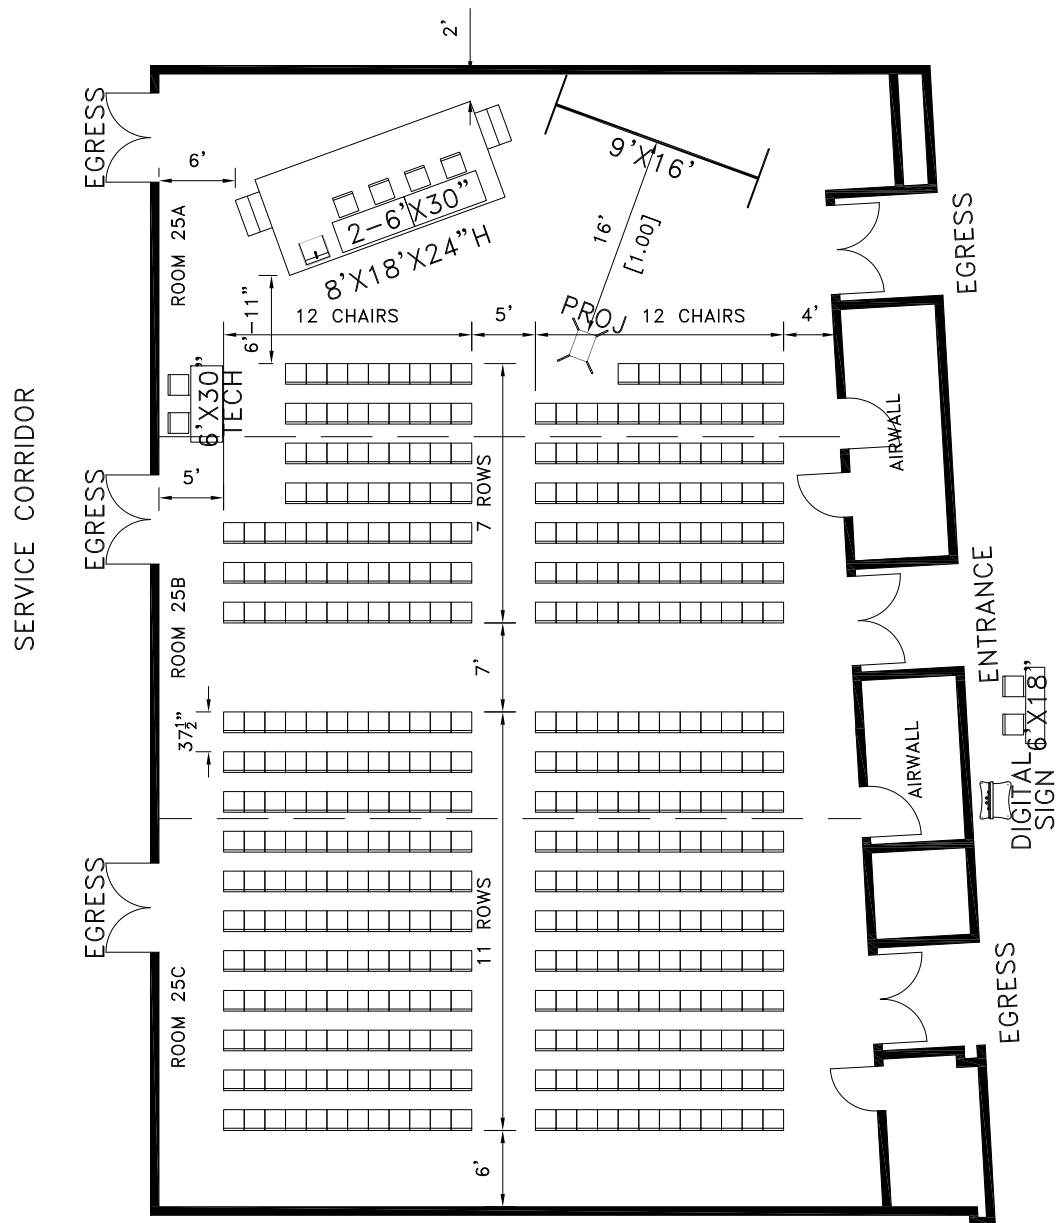 2’
EGRESS
6’
9’X16’
ROOM 25A
2-6’X30”
8’X18’X24”H
16’
[1.00]
EGRESS
6’-11”
12 CHAIRS
5’
PROJ
12 CHAIRS
4’
6’X30”
TECH
AIRWALL
SERVICE CORRIDOR
5’
7 ROWS
EGRESS
ROOM 25B
ENTRANCE
7’
37½”
6’X18”
AIRWALL
DIGITAL
SIGN
EGRESS
11 ROWS
ROOM 25C
EGRESS
6’